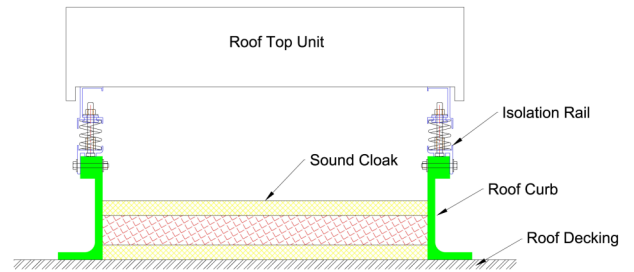 Roof Top Unit
Isolation Rail
Sound Cloak
Roof Curb
Roof Decking